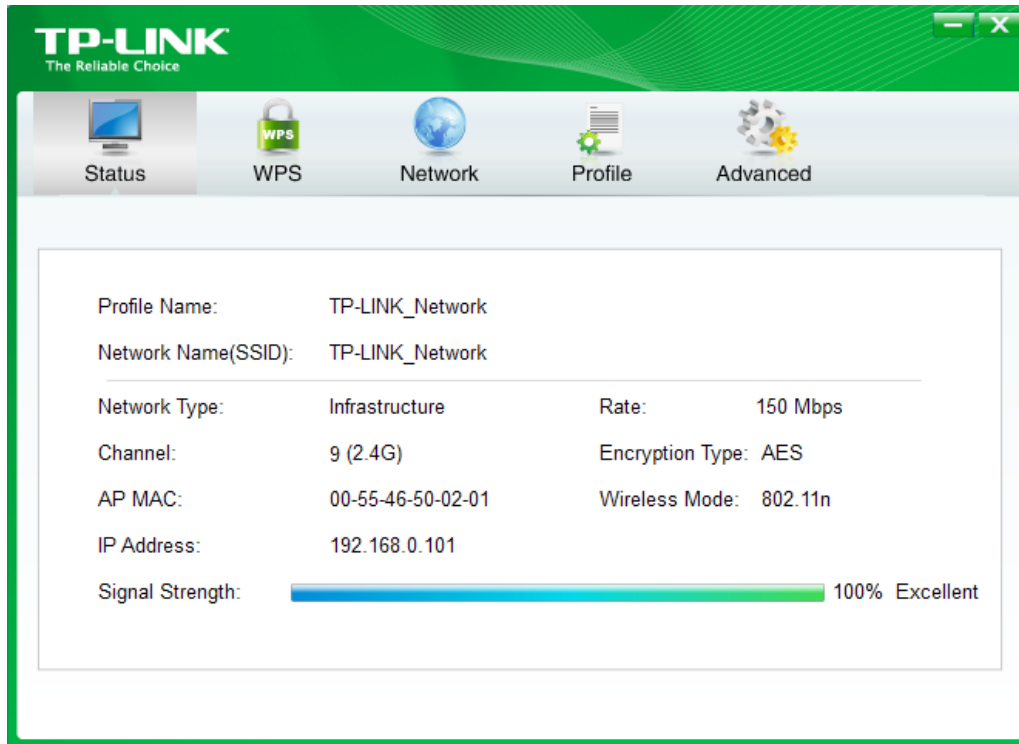 TP-LINK
The Reliable Choice
WPS
Status WPS Network Profile Advanced
Profile Name: TP-LINK_Network
Network Name(SSID): TP-LINK_Network
Network Type: Infrastructure Rate: 150 Mbps
Channel: 9 (2.4G) Encryption Type: AES
AP MAC: 00-55-46-50-02-01 Wireless Mode: 802.11n
IP Address: 192.168.0.101
Signal Strength: 100% Excellent